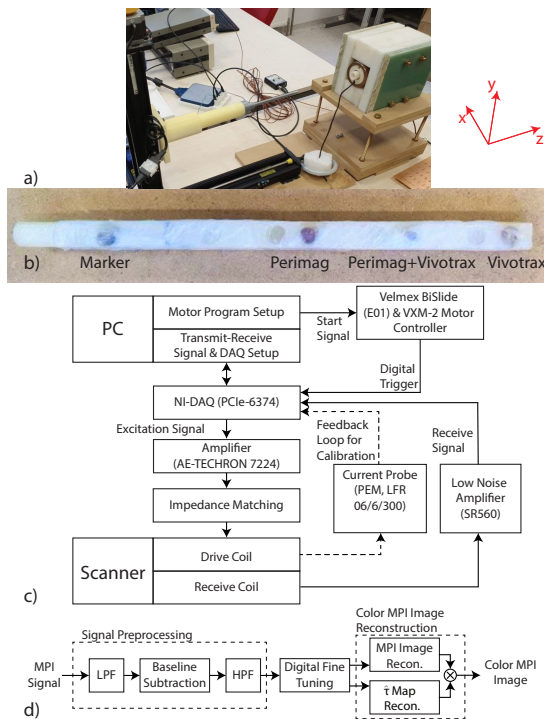 y
x
z
a)
b)
Marker
Perimag
Perimag+Vivotrax
Vivotrax
PC
Motor Program Setup
Transmit-Receive
Signal & DAQ Setup
Start
Signal
Velmex BiSlide
(E01) & VXM-2 Motor
Controller
Digital
Trigger
NI-DAQ (PCIe-6374)
Excitation Signal
Feedback
Loop for
Calibration
Receive
Signal
Amplifier
(AE-TECHRON 7224)
Current Probe
(PEM, LFR
06/6/300)
Low Noise
Amplifier
(SR560)
Impedance Matching
Scanner
Drive Coil
Receive Coil
c)
Signal Preprocessing
Color MPI Image
Reconstruction
MPI
Signal
LPF
Baseline
Subtraction
HPF
Digital Fine
Tuning
MPI Image
Recon.
τ̂ Map
Recon.
Color MPI
Image
d)